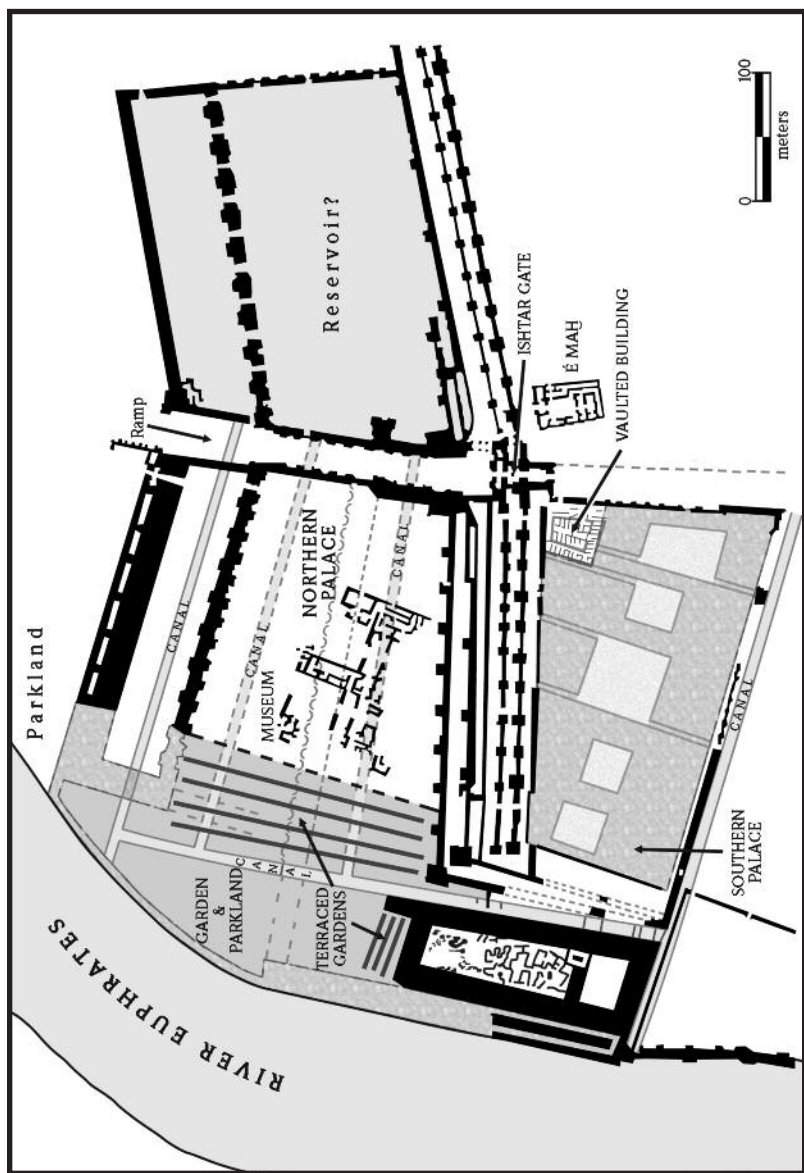 Parkland
Ramp
CANAL
RIVER EUPHRATES
GARDEN
&
PARKLAND
CANAL
MUSEUM
CANAL
NORTHERN
PALACE
Reservoir?
TERRACED
GARDENS
CANAL
ISHTAR GATE
É MAḪ
VAULTED BUILDING
SOUTHERN
PALACE
CANAL
0 100
meters